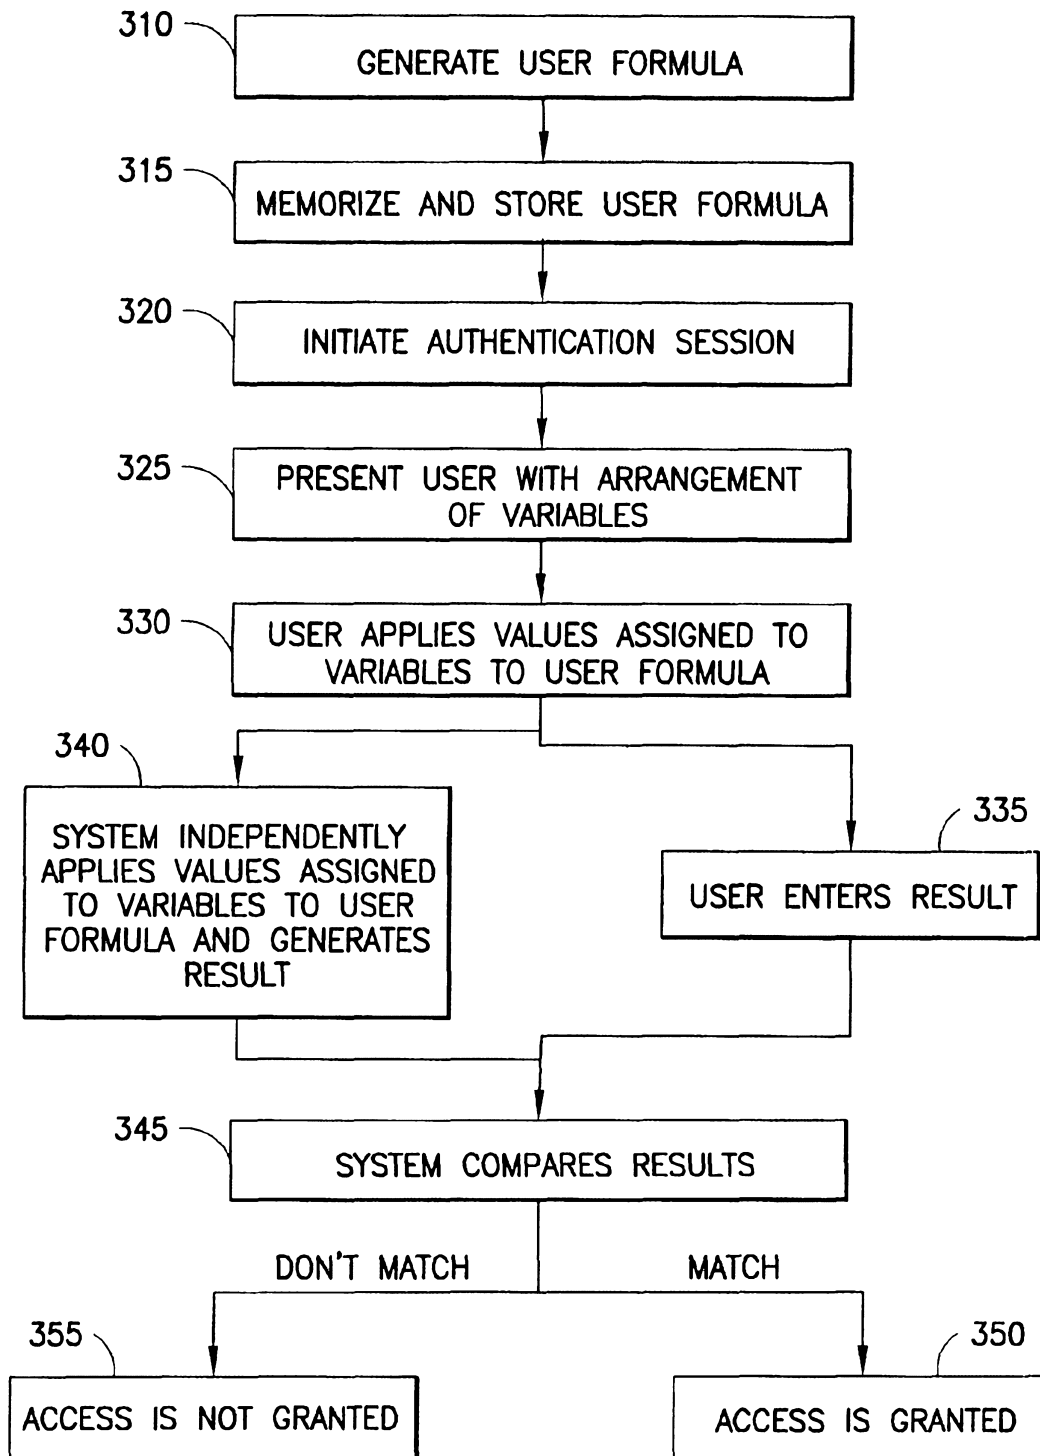 310
GENERATE USER FORMULA
315
MEMORIZE AND STORE USER FORMULA
320
INITIATE AUTHENTICATION SESSION
325
PRESENT USER WITH ARRANGEMENT
OF VARIABLES
330
USER APPLIES VALUES ASSIGNED TO
VARIABLES TO USER FORMULA
340
SYSTEM INDEPENDENTLY
APPLIES VALUES ASSIGNED
TO VARIABLES TO USER
FORMULA AND GENERATES
RESULT
335
USER ENTERS RESULT
345
SYSTEM COMPARES RESULTS
DON'T MATCH
MATCH
355
ACCESS IS NOT GRANTED
350
ACCESS IS GRANTED